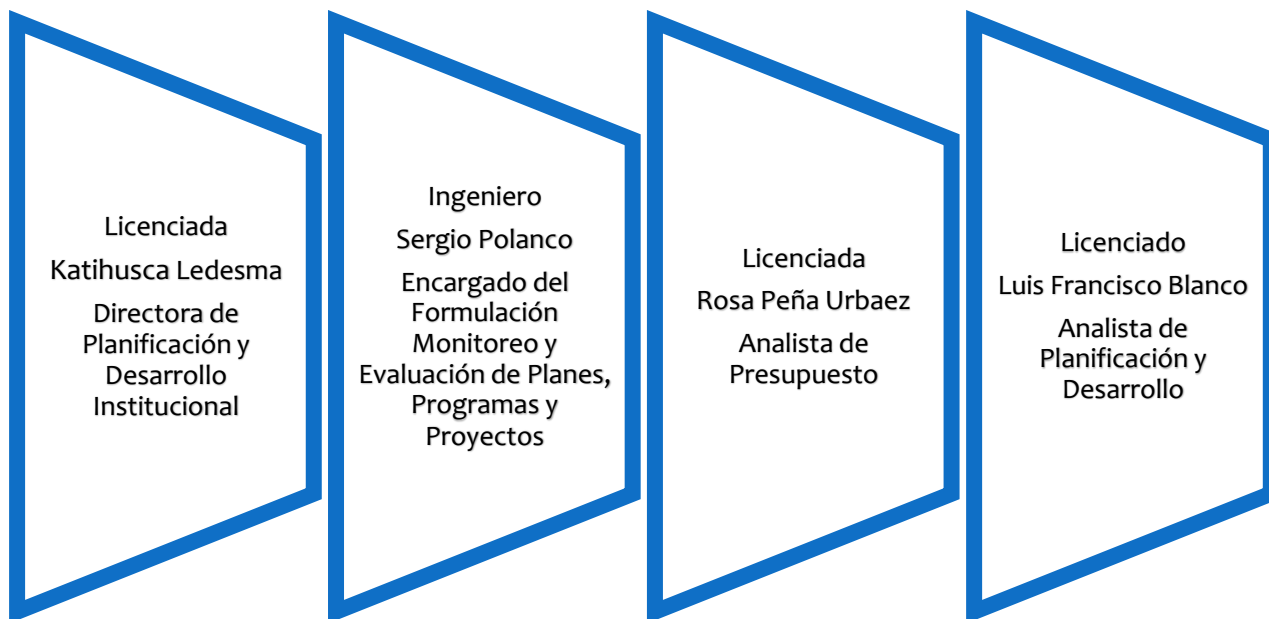 Licenciada
Katihusca Ledesma
Directora de
Planificación y
Desarrollo
Institucional
Ingeniero
Sergio Polanco
Encargado del
Formulación
Monitoreo y
Evaluación de Planes,
Programas y
Proyectos
Licenciada
Rosa Peña Urbaez
Analista de
Presupuesto
Licenciado
Luis Francisco Blanco
Analista de
Planificación y
Desarrollo